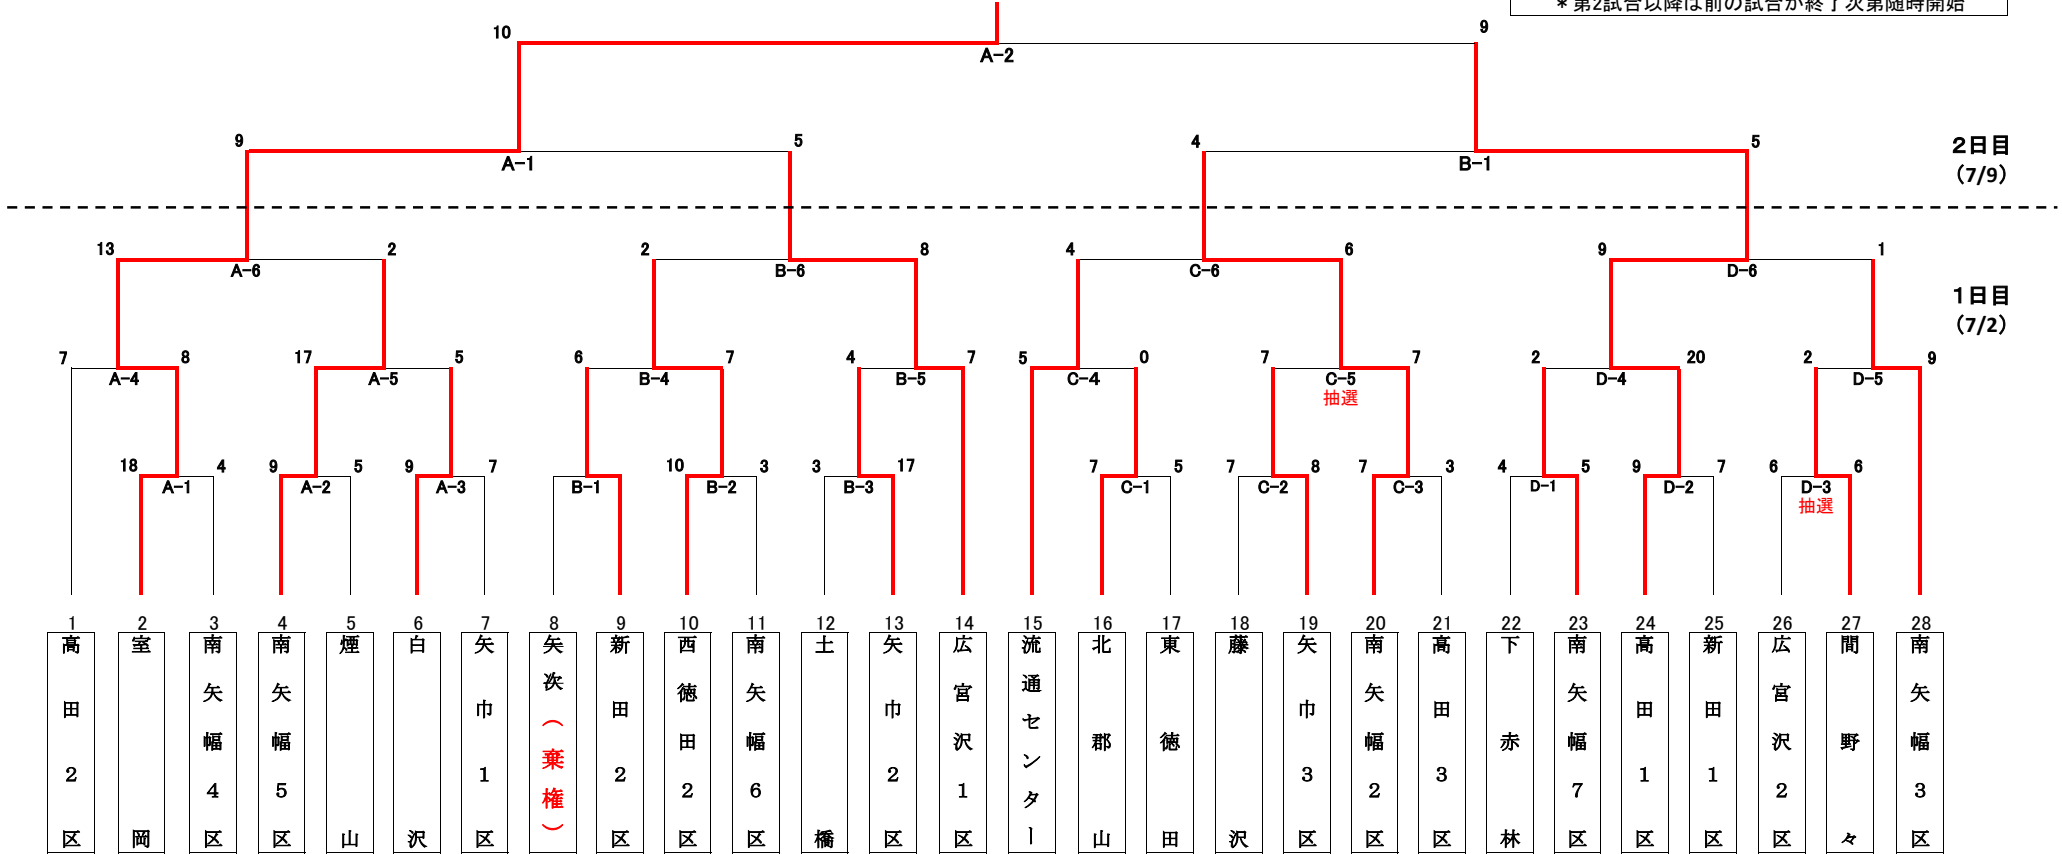 ＊第2試合以降は前の試合が終了次第随時開始
10 9
A-2
9 5 4 5
A-1 B-1
2日目
(7/9)
13 2 2 8 4 6 9 1
A-6 B-6 C-6 D-6
1日目
(7/2)
7 8 17 5 6 7 4 7 5 0 7 7 2 20 2 9
A-4 A-5 B-4 B-5 C-4 C-5 D-4 D-5
抽選
18 4 9 5 9 7 10 3 3 17 7 5 7 8 7 3 4 5 9 7 6 6
A-1 A-2 A-3 B-1 B-2 B-3 C-1 C-2 C-3 D-1 D-2 D-3
抽選
1 2 3 4 5 6 7 8 9 10 11 12 13 14 15 16 17 18 19 20 21 22 23 24 25 26 27 28
高田2区
室岡
南矢幅4区
南矢幅5区
煙山
白沢
矢巾1区
矢次（棄権）
新田2区
西徳田2区
南矢幅6区
土橋
矢巾2区
広宮沢1区
流通センター
北郡山
東徳田
藤沢
矢巾3区
南矢幅2区
高田3区
下赤林
南矢幅7区
高田1区
新田1区
広宮沢2区
間野々
南矢幅3区